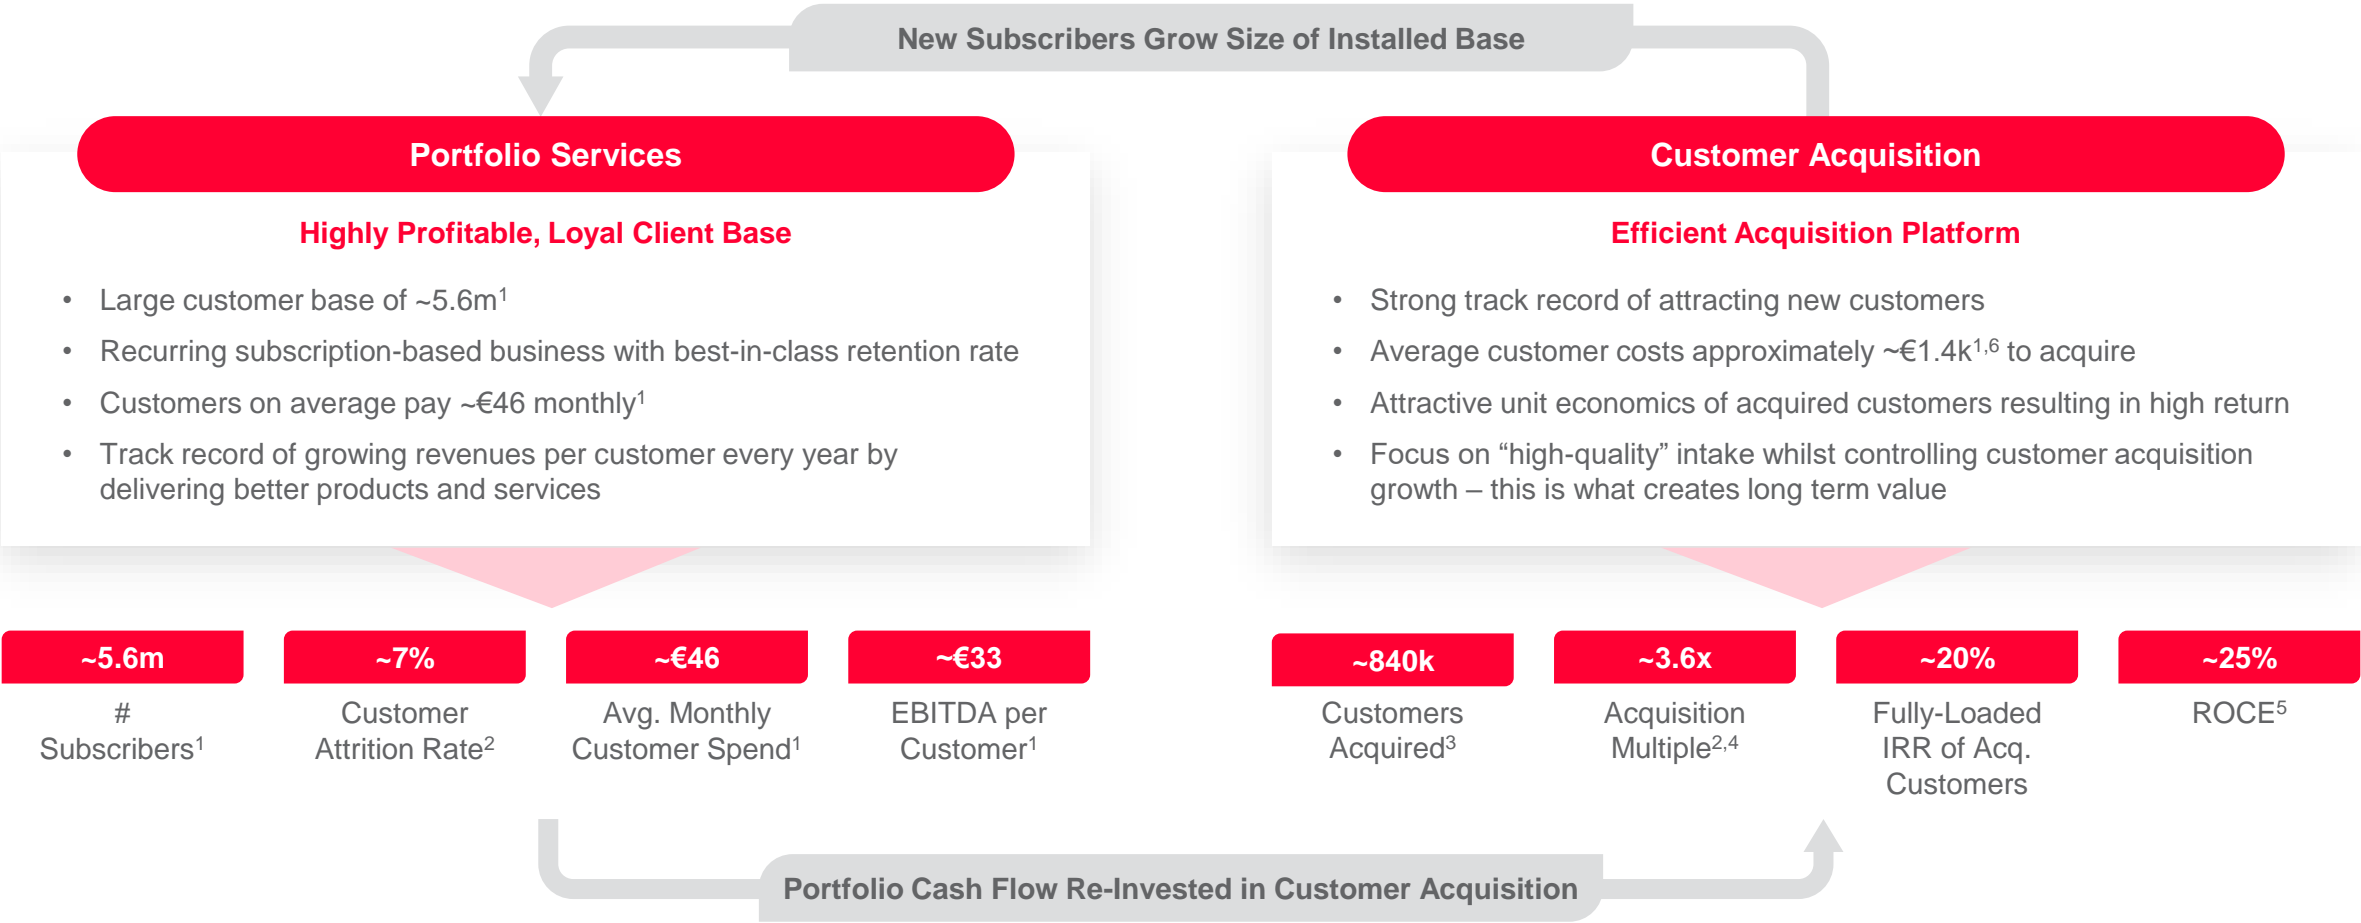 New Subscribers Grow Size of Installed Base
Portfolio Services
Highly Profitable, Loyal Client Base
• Large customer base of ~5.6m1
• Recurring subscription-based business with best-in-class retention rate
• Customers on average pay ~€46 monthly1
• Track record of growing revenues per customer every year by
delivering better products and services
~5.6m
#
Subscribers1
~7%
Customer
Attrition Rate2
~€46
Avg. Monthly
Customer Spend1
~€33
EBITDA per
Customer1
Customer Acquisition
Efficient Acquisition Platform
• Strong track record of attracting new customers
• Average customer costs approximately ~€1.4k1,6 to acquire
• Attractive unit economics of acquired customers resulting in high return
• Focus on “high-quality” intake whilst controlling customer acquisition
growth – this is what creates long term value
~840k
Customers
Acquired3
~3.6x
Acquisition
Multiple2,4
~20%
Fully-Loaded
IRR of Acq.
Customers
~25%
ROCE5
Portfolio Cash Flow Re-Invested in Customer Acquisition